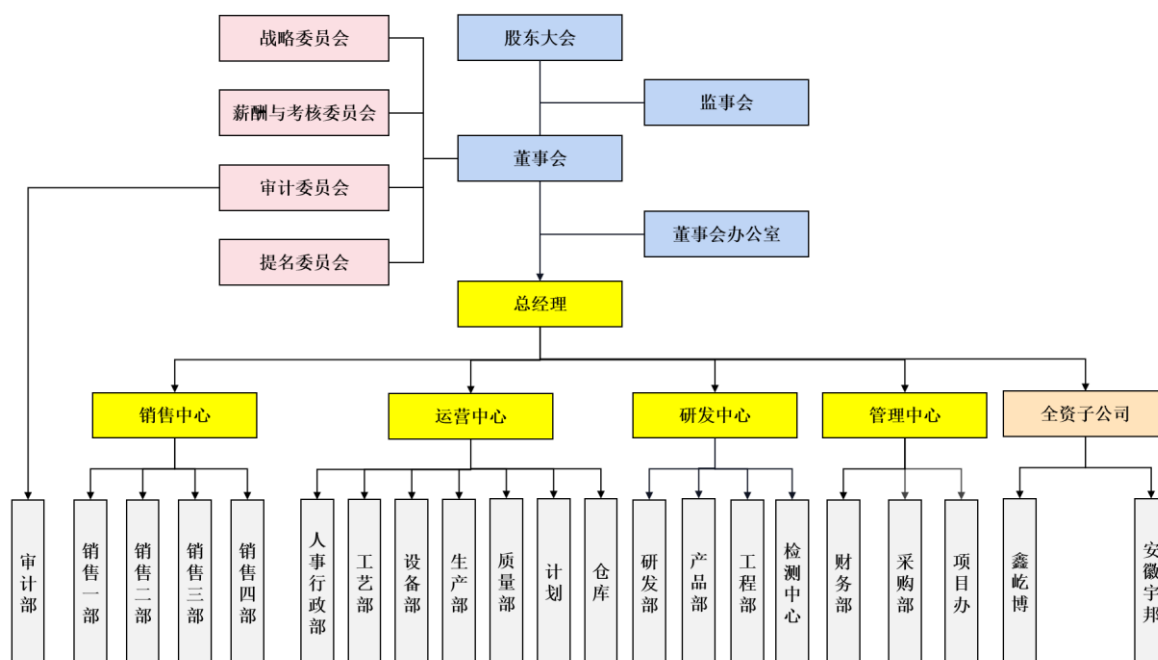 战略委员会
股东大会
监事会
薪酬与考核委员会
董事会
审计委员会
董事会办公室
提名委员会
总经理
销售中心
运营中心
研发中心
管理中心
全资子公司
审计部
销售一部
销售二部
销售三部
销售四部
人事行政部
工艺部
设备部
生产部
质量部
计划
仓库
研发部
产品部
工程部
检测中心
财务部
采购部
项目办
鑫屹博
安徽宇邦